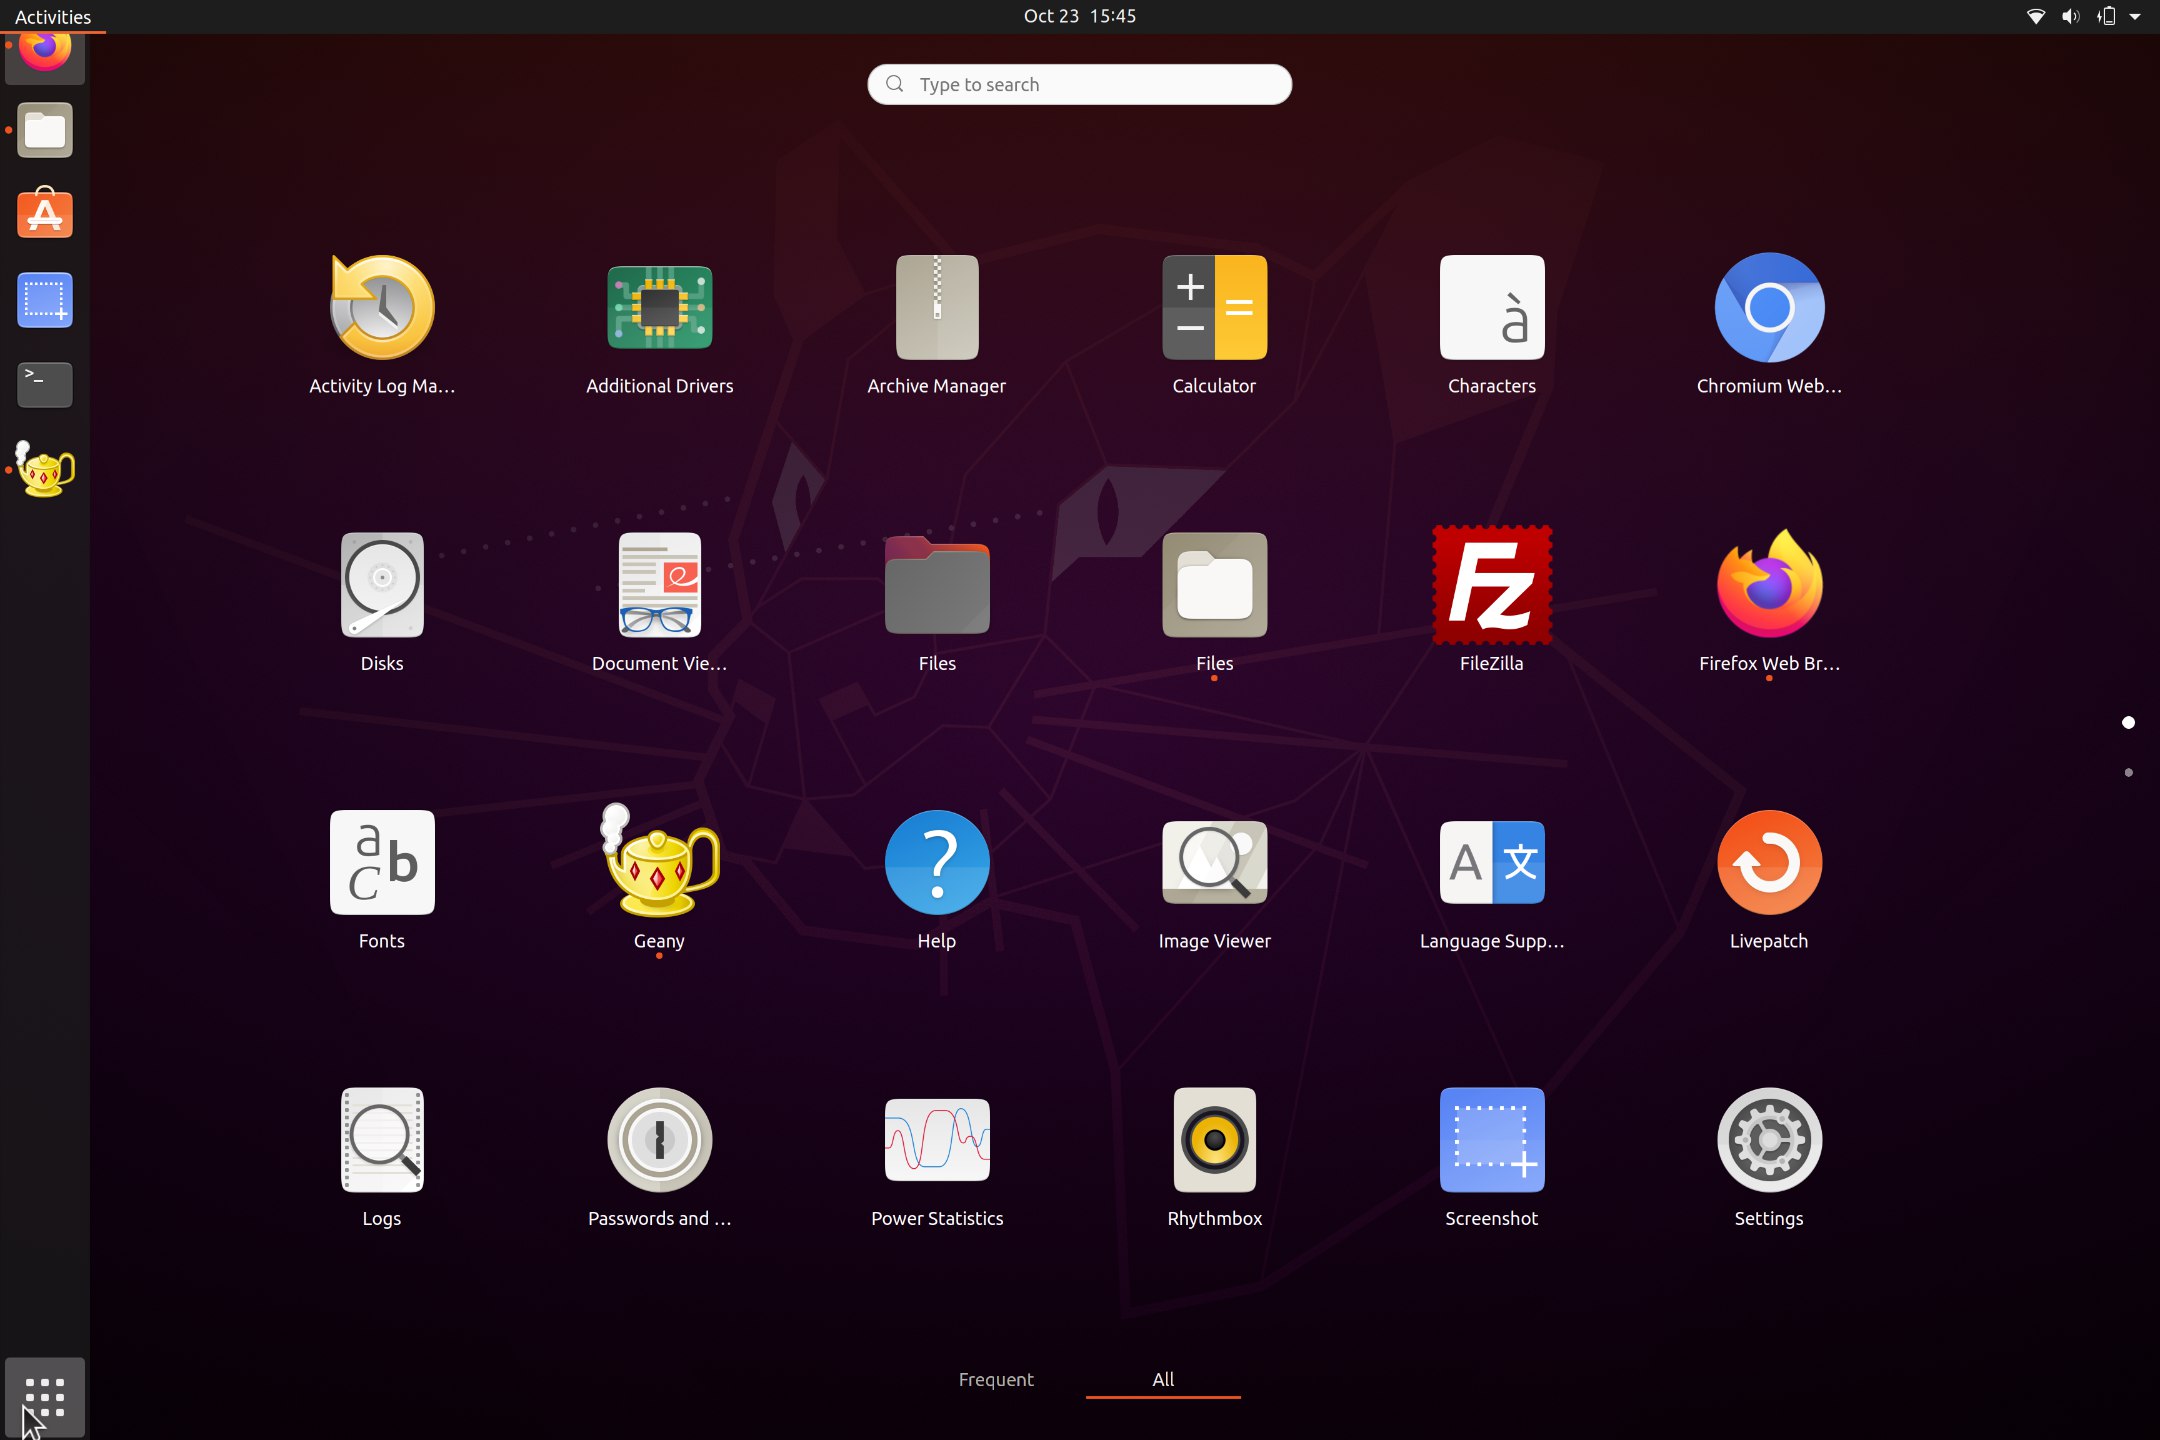 Activities
Oct 23 15:45
Type to search
Activity Log Ma...
Additional Drivers
Archive Manager
Calculator
Characters
Chromium Web...
Disks
Document Vie...
Files
Files
FileZilla
Firefox Web Br...
Fonts
Geany
Help
Image Viewer
Language Supp...
Livepatch
Logs
Passwords and ...
Power Statistics
Rhythmbox
Screenshot
Settings
Frequent
All